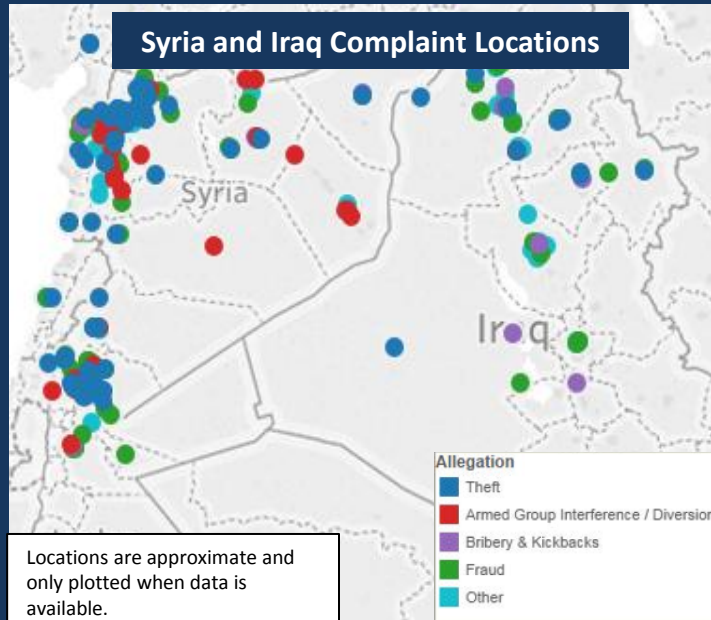 Syria and Iraq Complaint Locations
Syria
Iraq
Allegation
Theft
Armed Group Interference / Diversion
Bribery & Kickbacks
Fraud
Other
Locations are approximate and
only plotted when data is
available.